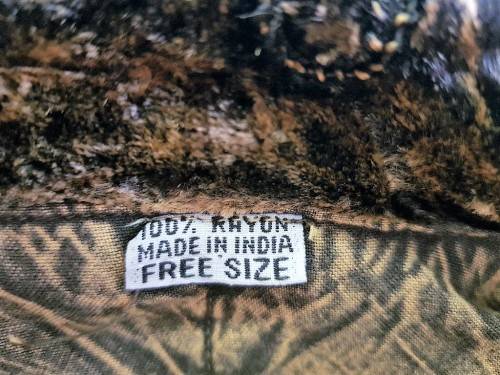 100% RAYON
MADE IN INDIA
FREE SIZE